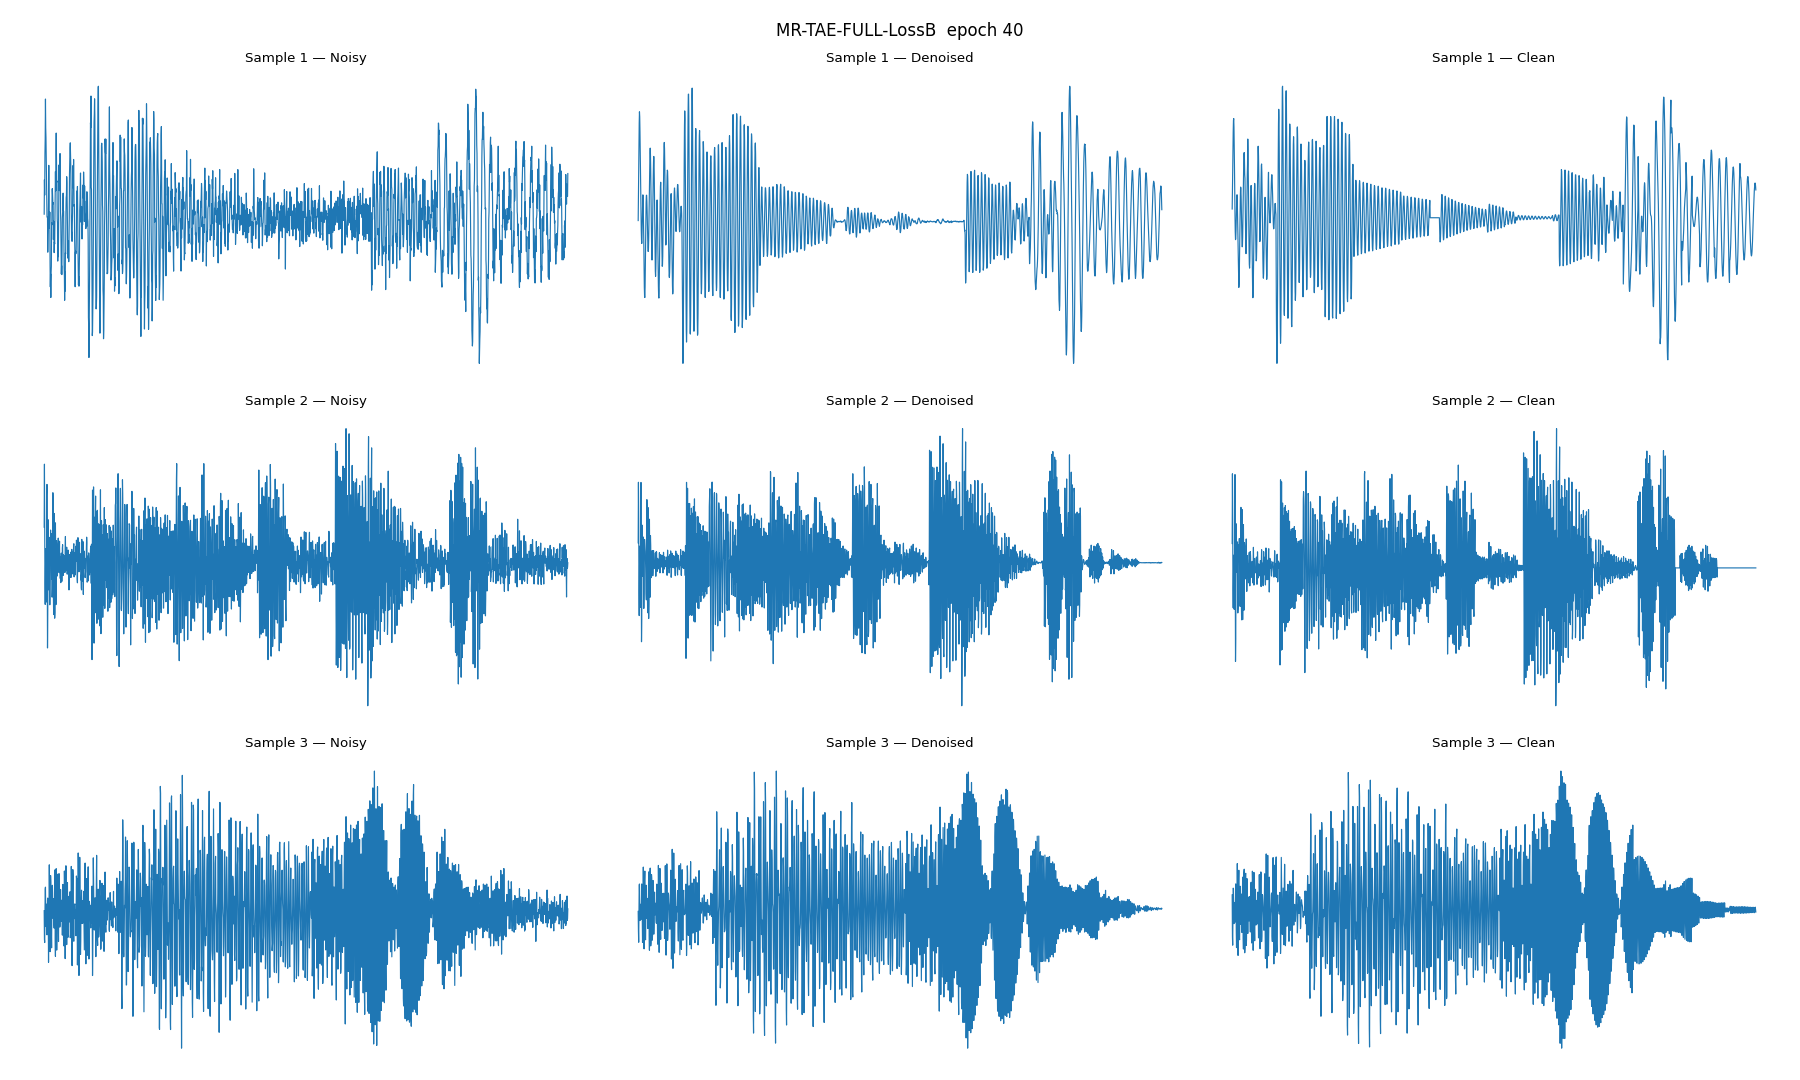 MR-TAE-FULL-LossB  epoch 40
Sample 1 — Noisy
Sample 1 — Denoised
Sample 1 — Clean
Sample 2 — Noisy
Sample 2 — Denoised
Sample 2 — Clean
Sample 3 — Noisy
Sample 3 — Denoised
Sample 3 — Clean